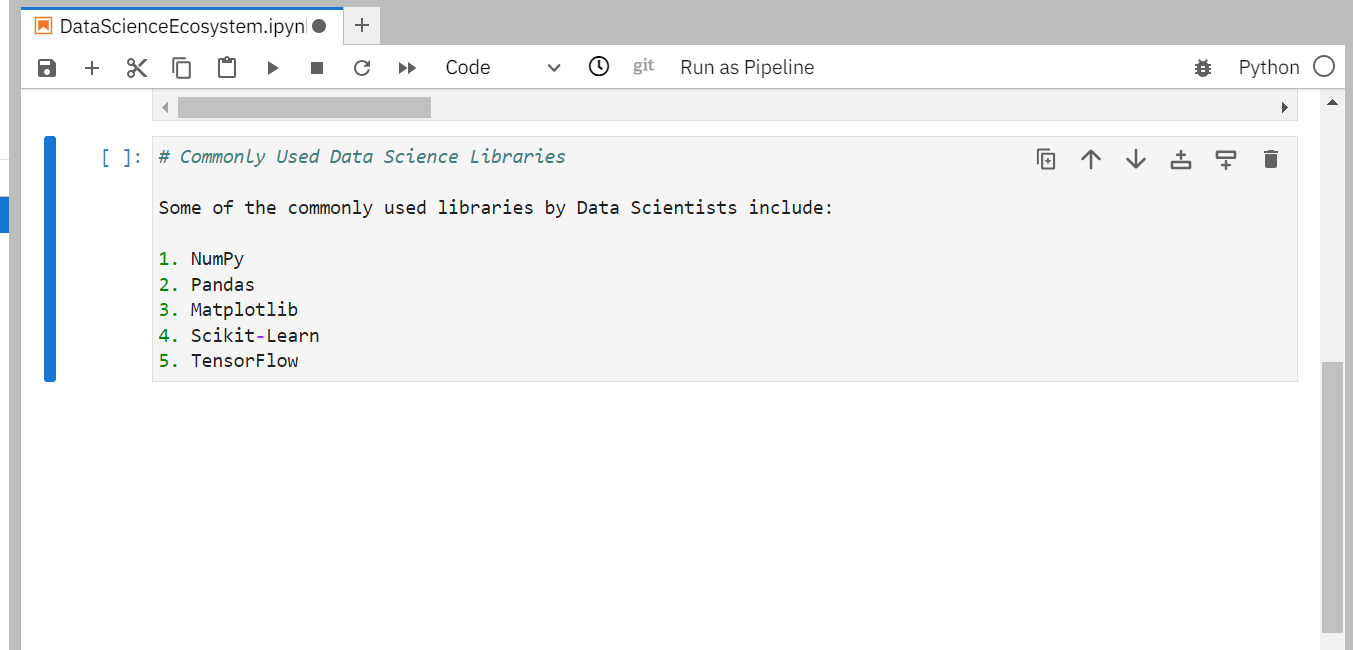 DataScienceEcosystem.ipyn
Code git Run as Pipeline Python
[ ]: # Commonly Used Data Science Libraries
Some of the commonly used libraries by Data Scientists include:
1. NumPy
2. Pandas
3. Matplotlib
4. Scikit-Learn
5. TensorFlow